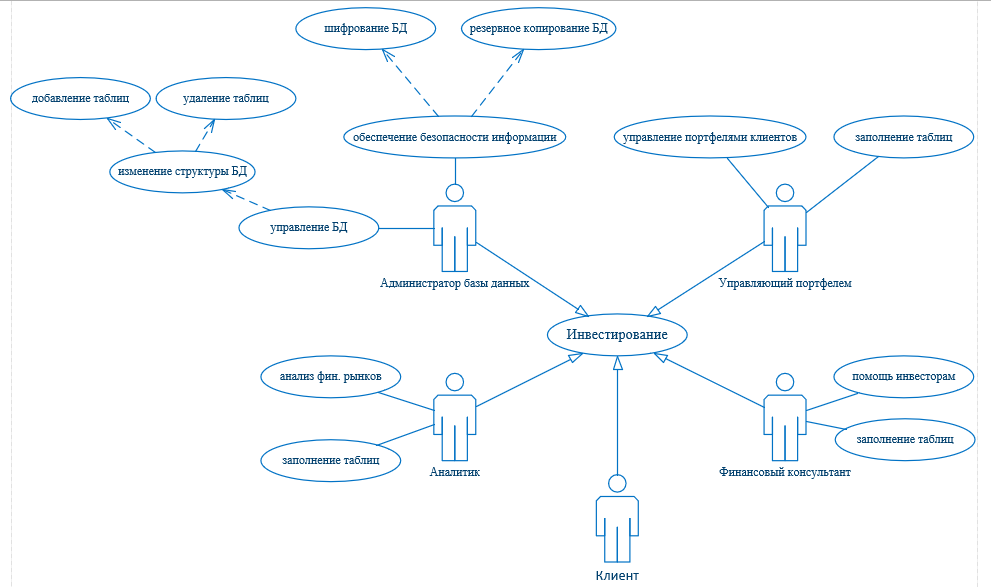 шифрование БД
резервное копирование БД
добавление таблиц
удаление таблиц
обеспечение безопасности информации
управление портфелями клиентов
заполнение таблиц
изменение структуры БД
управление БД
Администратор базы данных
Управляющий портфелем
Инвестирование
анализ фин. рынков
помощь инвесторам
заполнение таблиц
заполнение таблиц
Аналитик
Финансовый консультант
Клиент